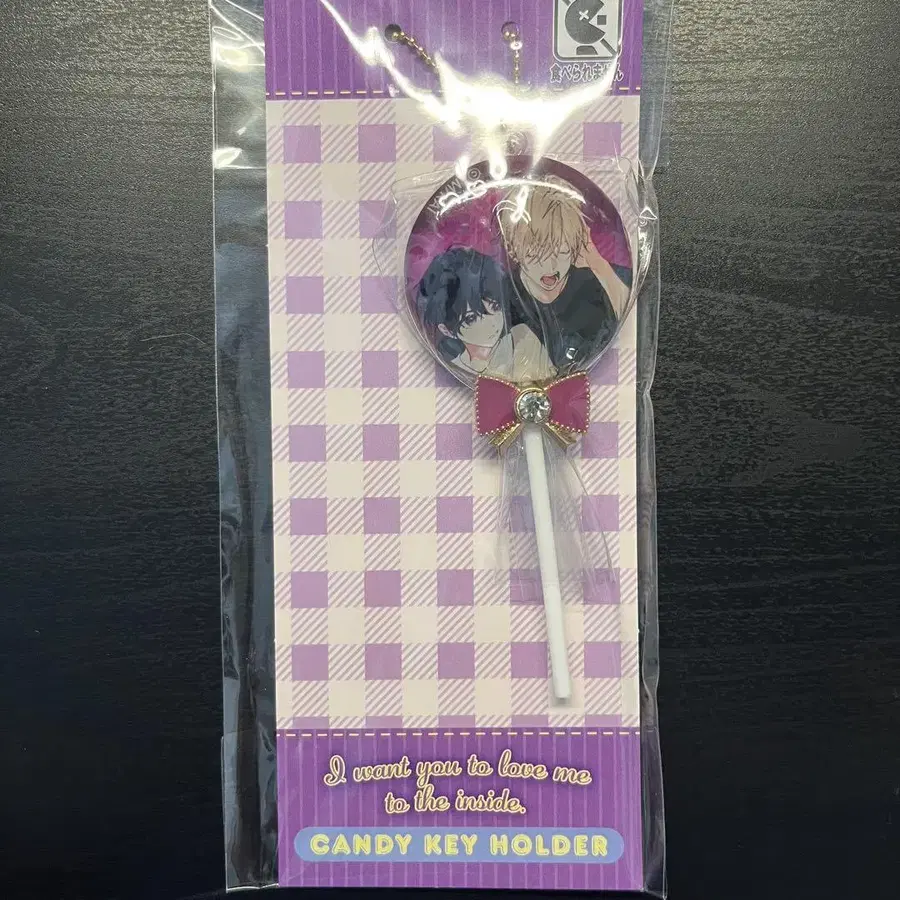 食べられません
I want you to love me
to the inside.
CANDY KEY HOLDER